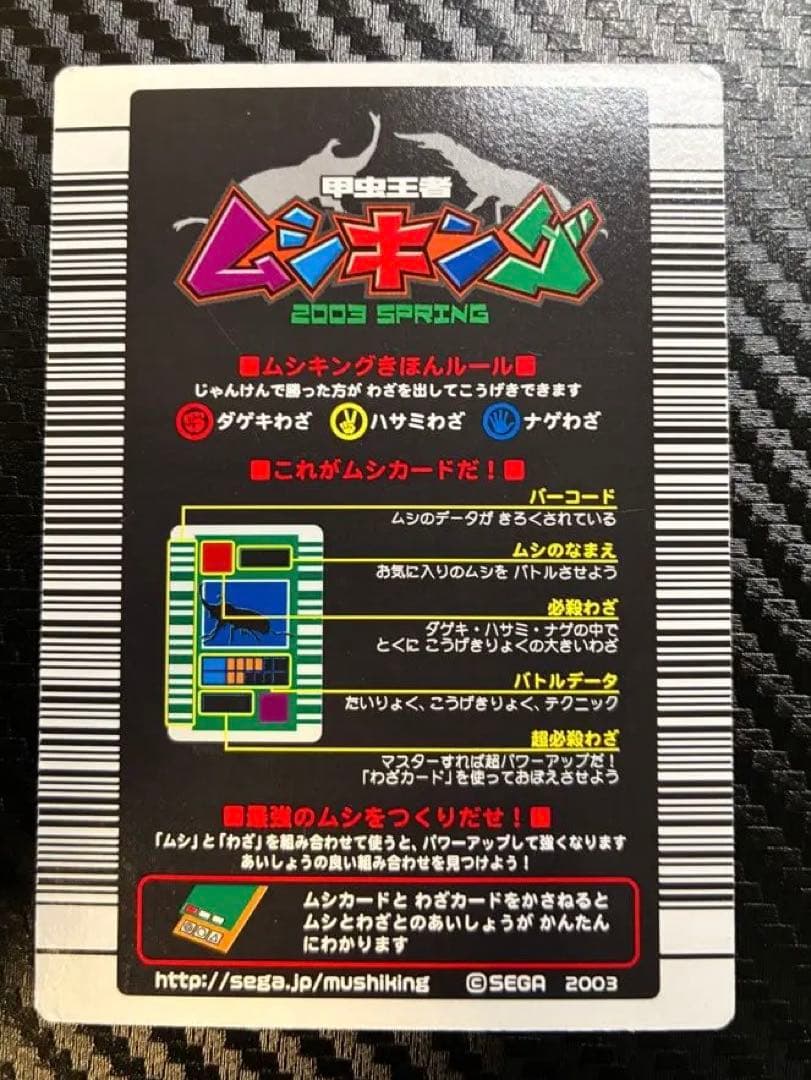 甲虫王者
ムシキング
2003 SPRING
■ムシキングきほんルール■
じゃんけんで勝った方が わざを出してこうげきできます
ダゲキわざ ハサミわざ ナゲわざ
■これがムシカードだ！■
バーコード
ムシのデータが きろくされている
ムシのなまえ
お気に入りのムシを バトルさせよう
必殺わざ
ダゲキ・ハサミ・ナゲの中で
とくに こうげきりょくの大きいわざ
バトルデータ
たいりょく、こうげきりょく、テクニック
超必殺わざ
マスターすれば超パワーアップだ！
「わざカード」を使っておぼえさせよう
■最強のムシをつくりだせ！■
「ムシ」と「わざ」を組み合わせて使うと、パワーアップして強くなります
あいしょうの良い組み合わせを見つけよう！
ムシカードと わざカードをかさねると
ムシとわざとのあいしょうが かんたん
にわかります
http://sega.jp/mushiking ©SEGA 2003